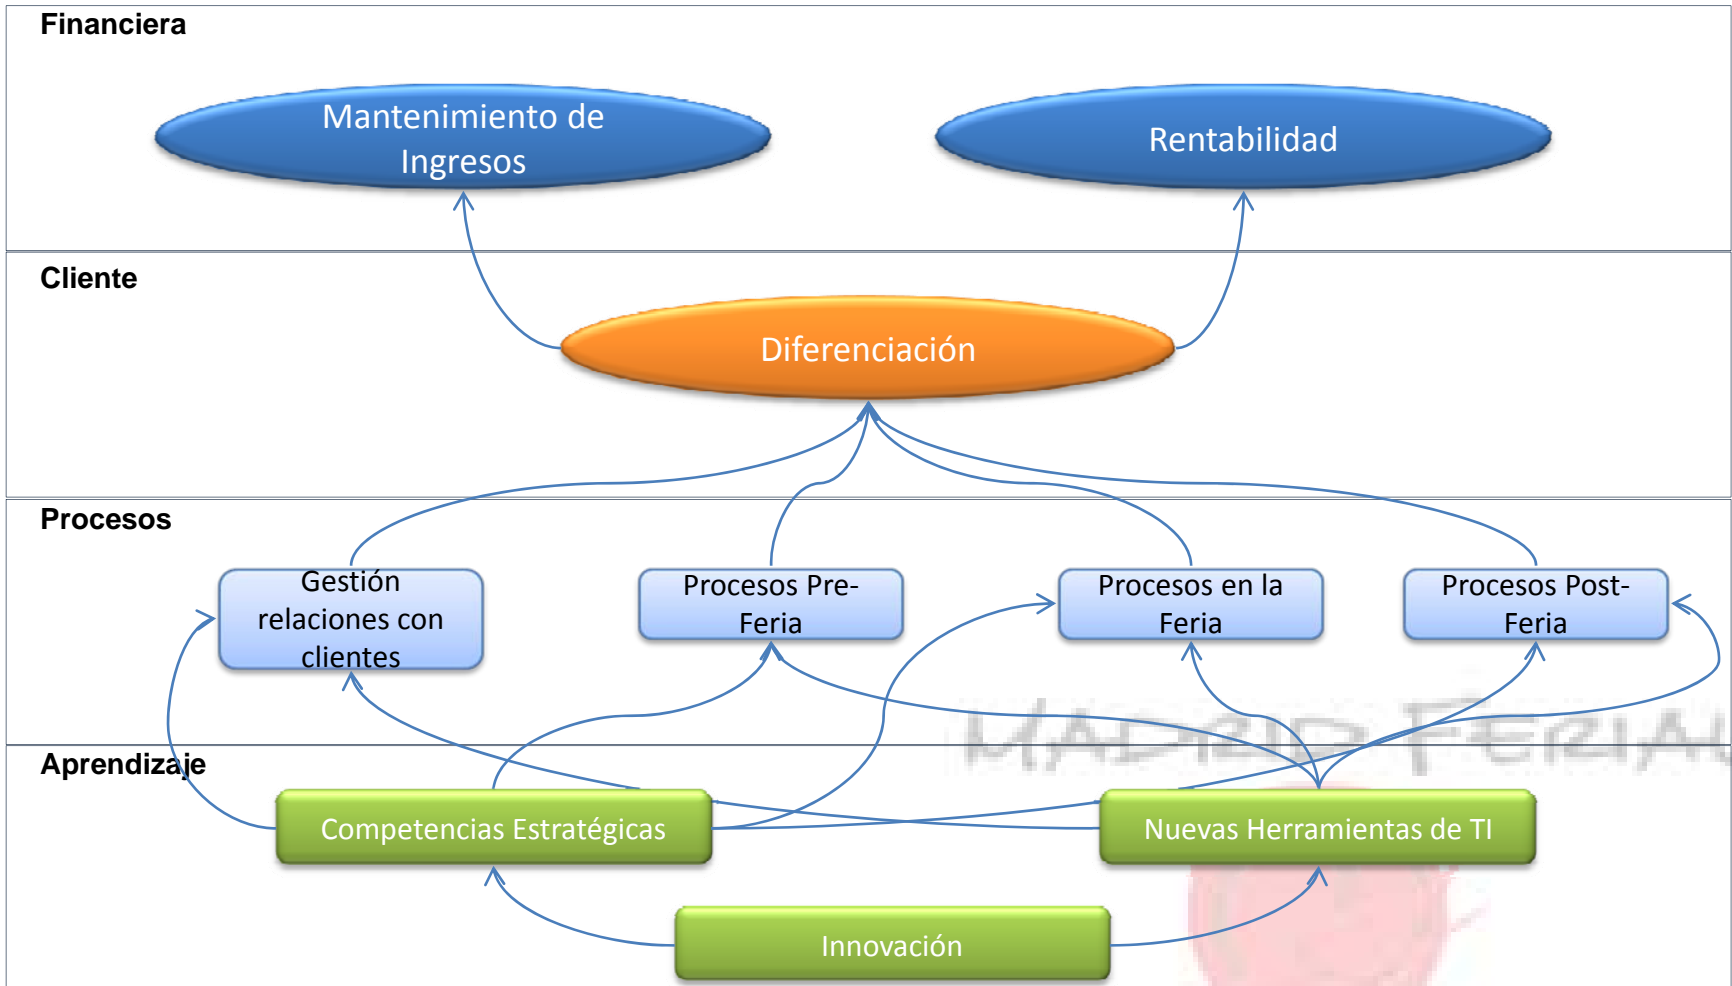 Financiera
Mantenimiento de
Ingresos
Rentabilidad
Cliente
Diferenciación
Procesos
Gestión
relaciones con
clientes
Procesos Pre-
Feria
Procesos en la
Feria
Procesos Post-
Feria
MADRID FERIAL
Aprendizaje
Competencias Estratégicas
Nuevas Herramientas de TI
Innovación